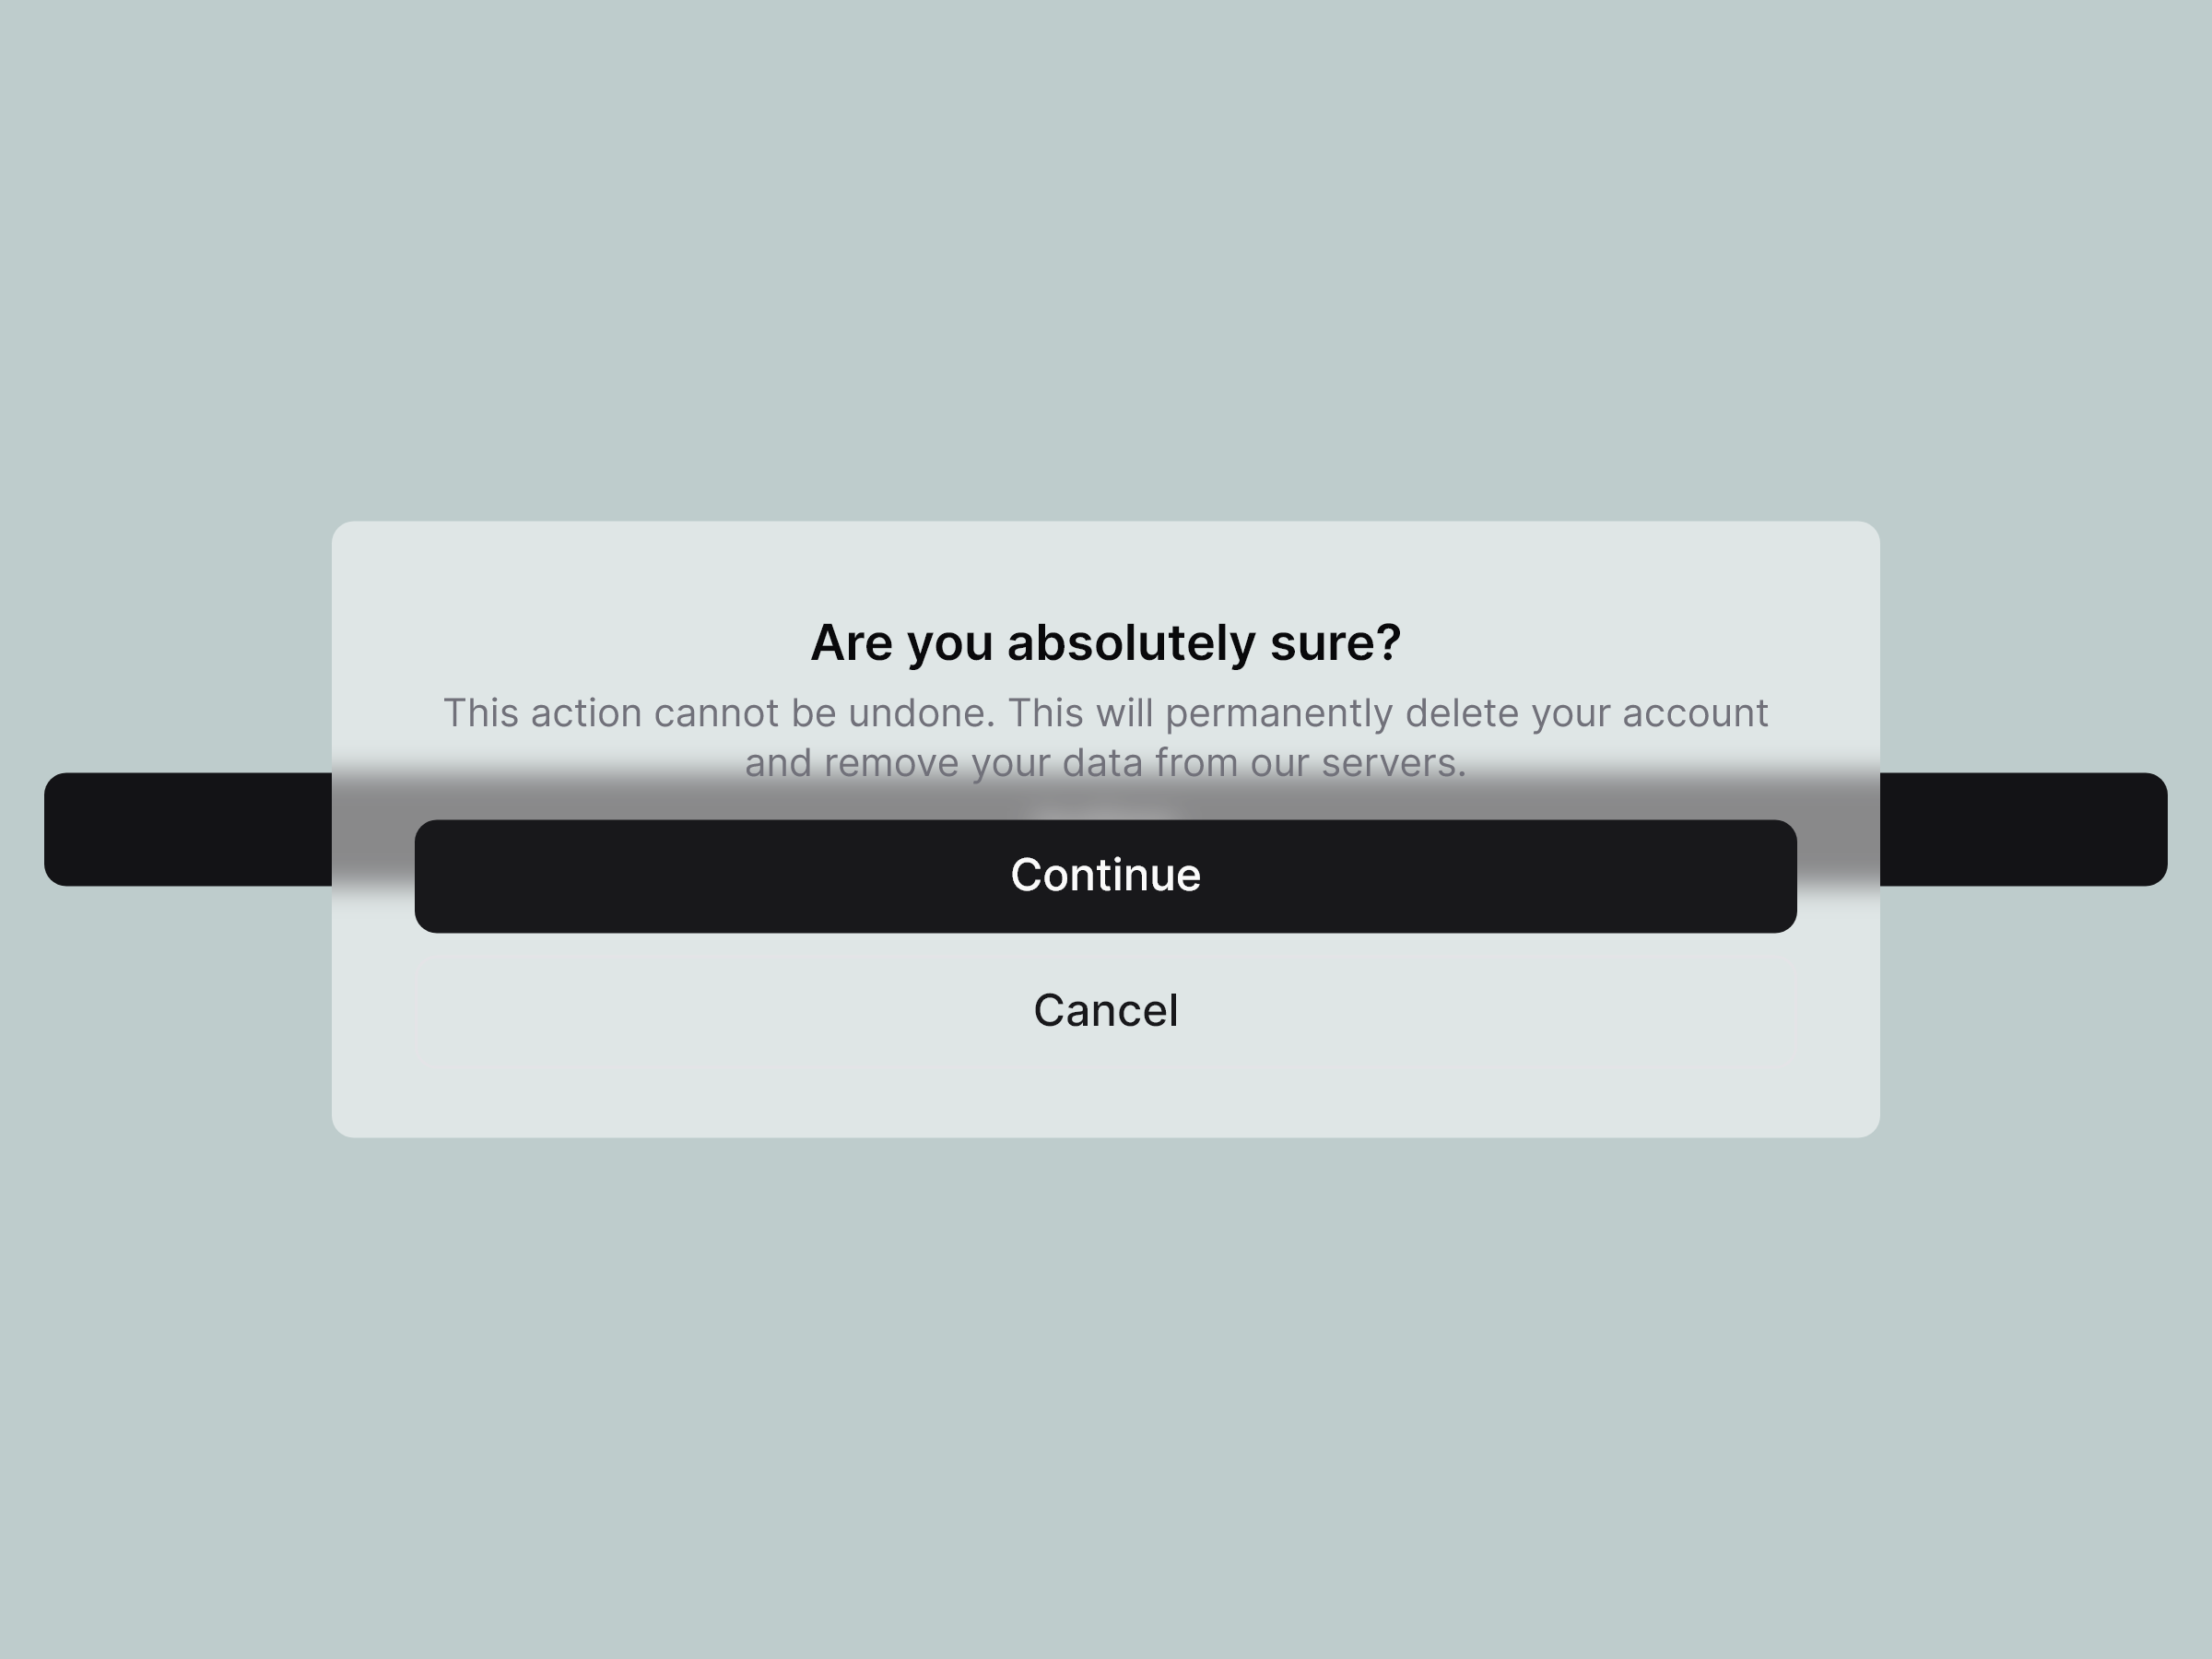 Are you absolutely sure?
This action cannot be undone. This will permanently delete your account
and remove your data from our servers.
Continue
Cancel